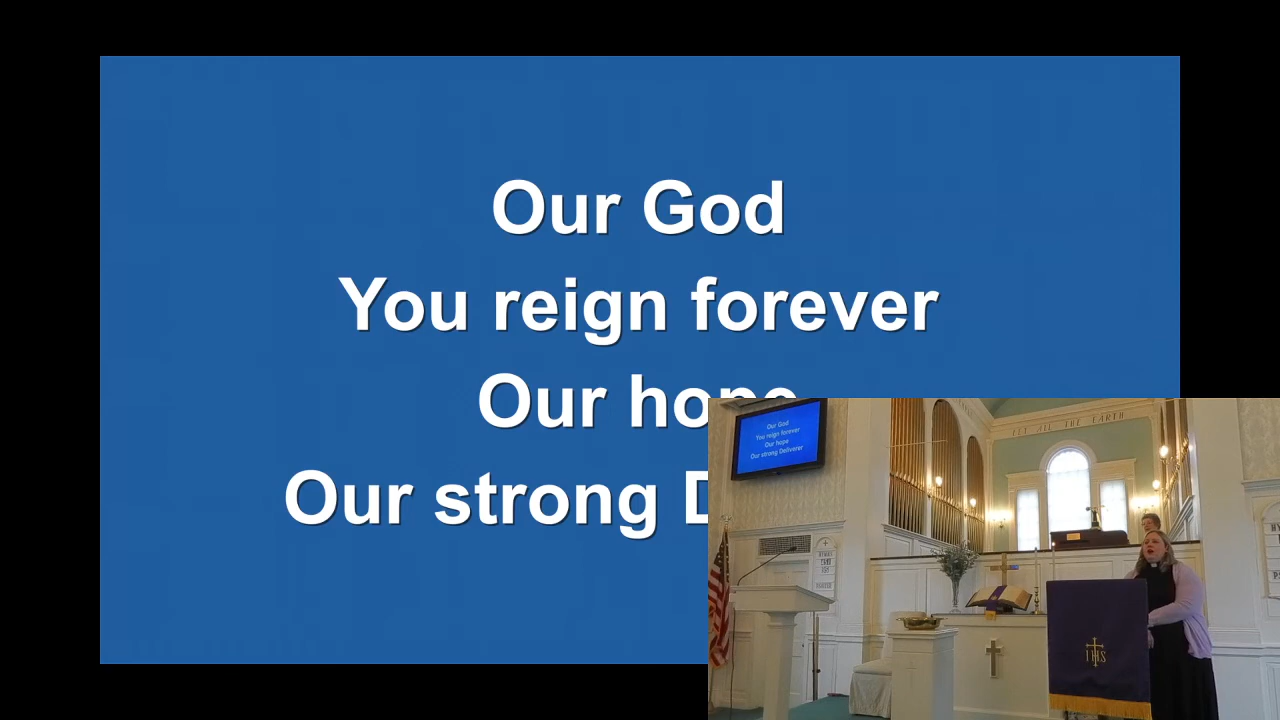 Our God
You reign forever
Our hope
Our strong
Our God
You reign forever
Our hope
Our strong Deliverer
LET ALL THE EARTH
IHS